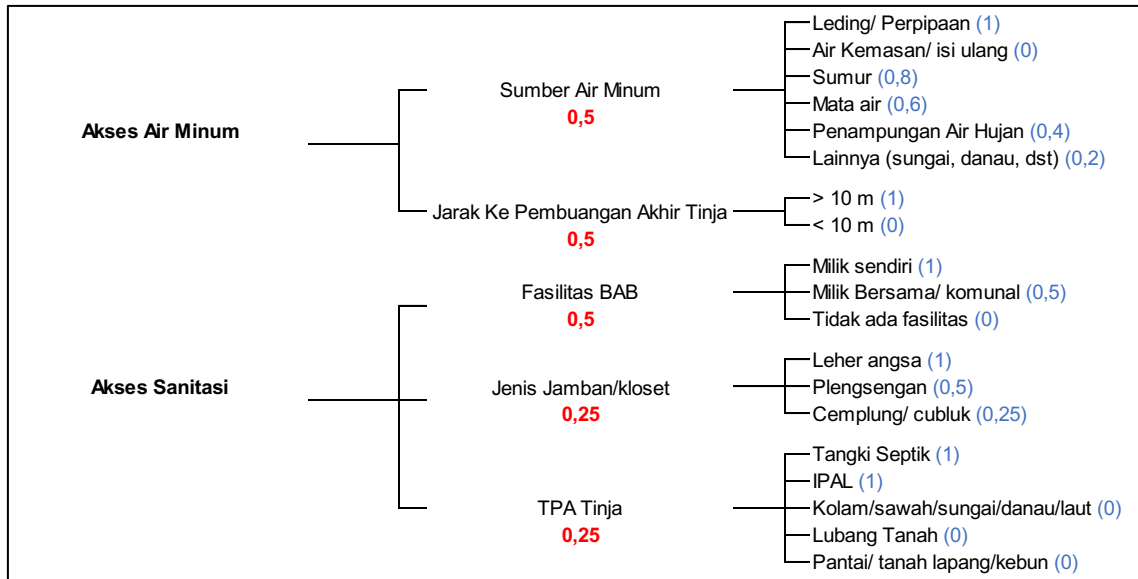 Akses Air Minum
Sumber Air Minum
0,5
Leding/ Perpipaan (1)
Air Kemasan/ isi ulang (0)
Sumur (0,8)
Mata air (0,6)
Penampungan Air Hujan (0,4)
Lainnya (sungai, danau, dst) (0,2)
Jarak Ke Pembuangan Akhir Tinja
0,5
> 10 m (1)
< 10 m (0)
Akses Sanitasi
Fasilitas BAB
0,5
Milik sendiri (1)
Milik Bersama/ komunal (0,5)
Tidak ada fasilitas (0)
Jenis Jamban/kloset
0,25
Leher angsa (1)
Plengsengan (0,5)
Cemplung/ cubluk (0,25)
TPA Tinja
0,25
Tangki Septik (1)
IPAL (1)
Kolam/sawah/sungai/danau/laut (0)
Lubang Tanah (0)
Pantai/ tanah lapang/kebun (0)